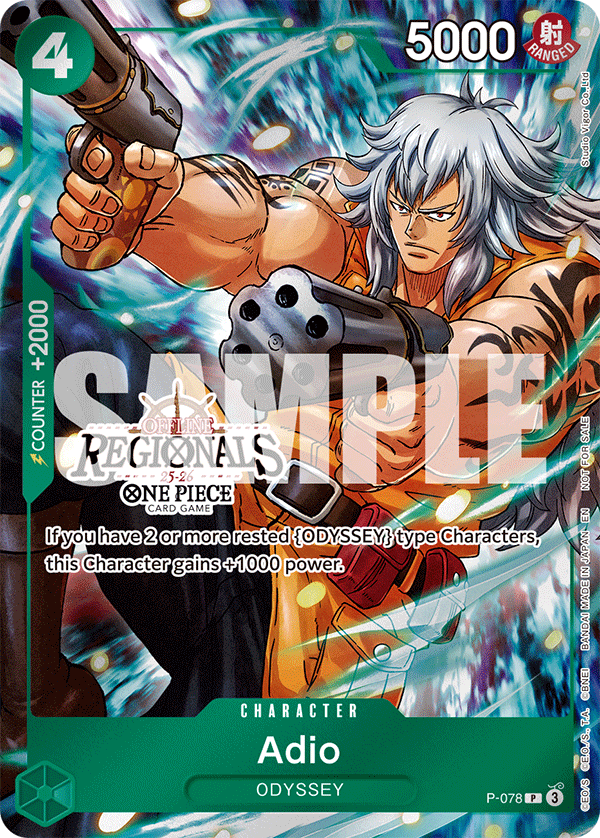 4
5000
射
RANGED
Studio Vigor Co., Ltd
COUNTER +2000
SAMPLE
OFFLINE
REGIONALS
25-26
ONE PIECE
CARD GAME
If you have 2 or more rested {ODYSSEY} type Characters,
this Character gains +1000 power.
©EO/S ©E.O./S., T.A. ©BNEI BANDAI MADE IN JAPAN EN NOT FOR SALE
CHARACTER
Adio
ODYSSEY
P-078 P 3